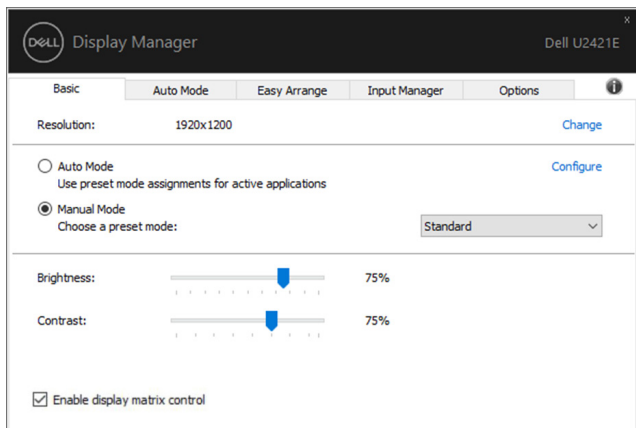 x
DELL Display Manager Dell U2421E
Basic Auto Mode Easy Arrange Input Manager Options i
Resolution: 1920x1200 Change
Auto Mode Configure
Use preset mode assignments for active applications
Manual Mode
Choose a preset mode: Standard
Brightness: 75%
Contrast: 75%
Enable display matrix control